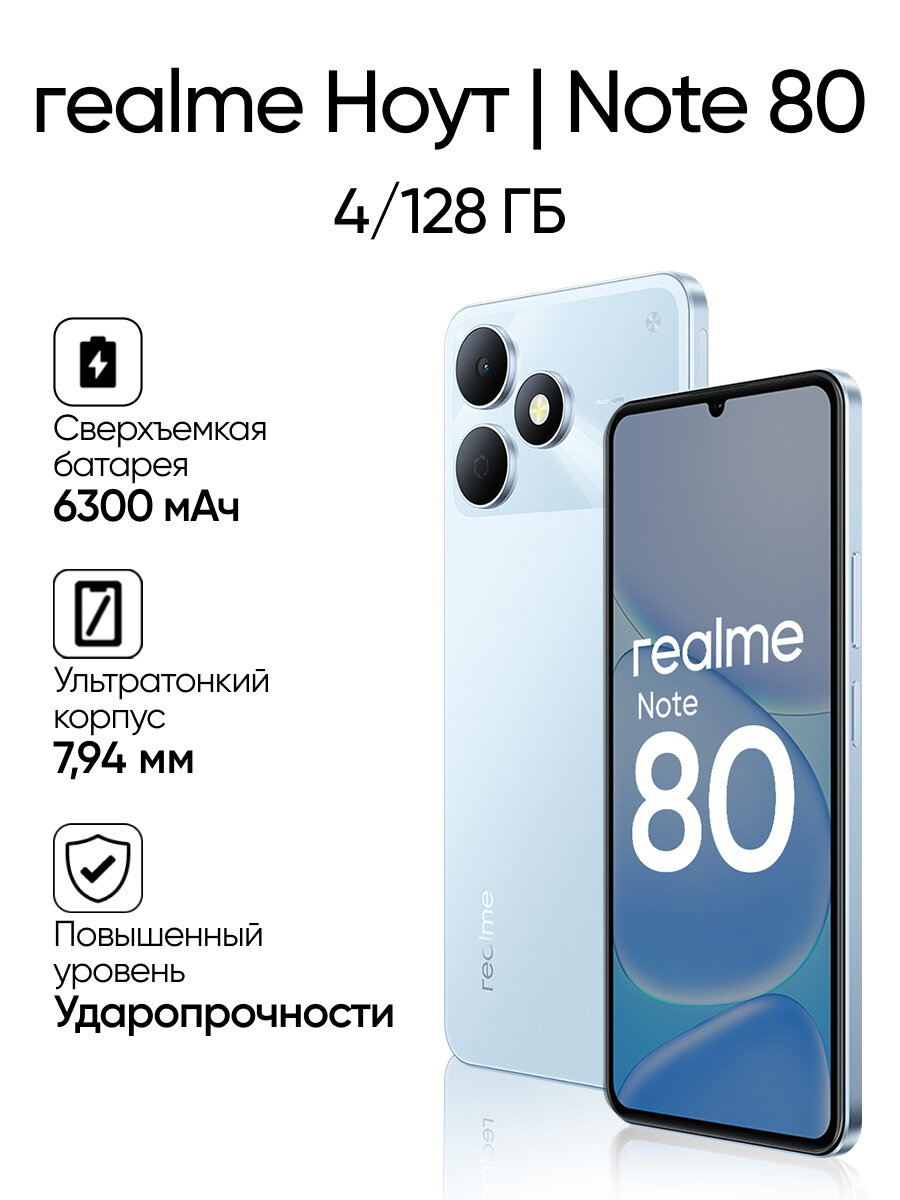 realme Ноут | Note 80
4/128 ГБ
Сверхъемкая
батарея
6300 мАч
Ультратонкий
корпус
7,94 мм
Повышенный
уровень
Ударопрочности
realme
realme
Note
80